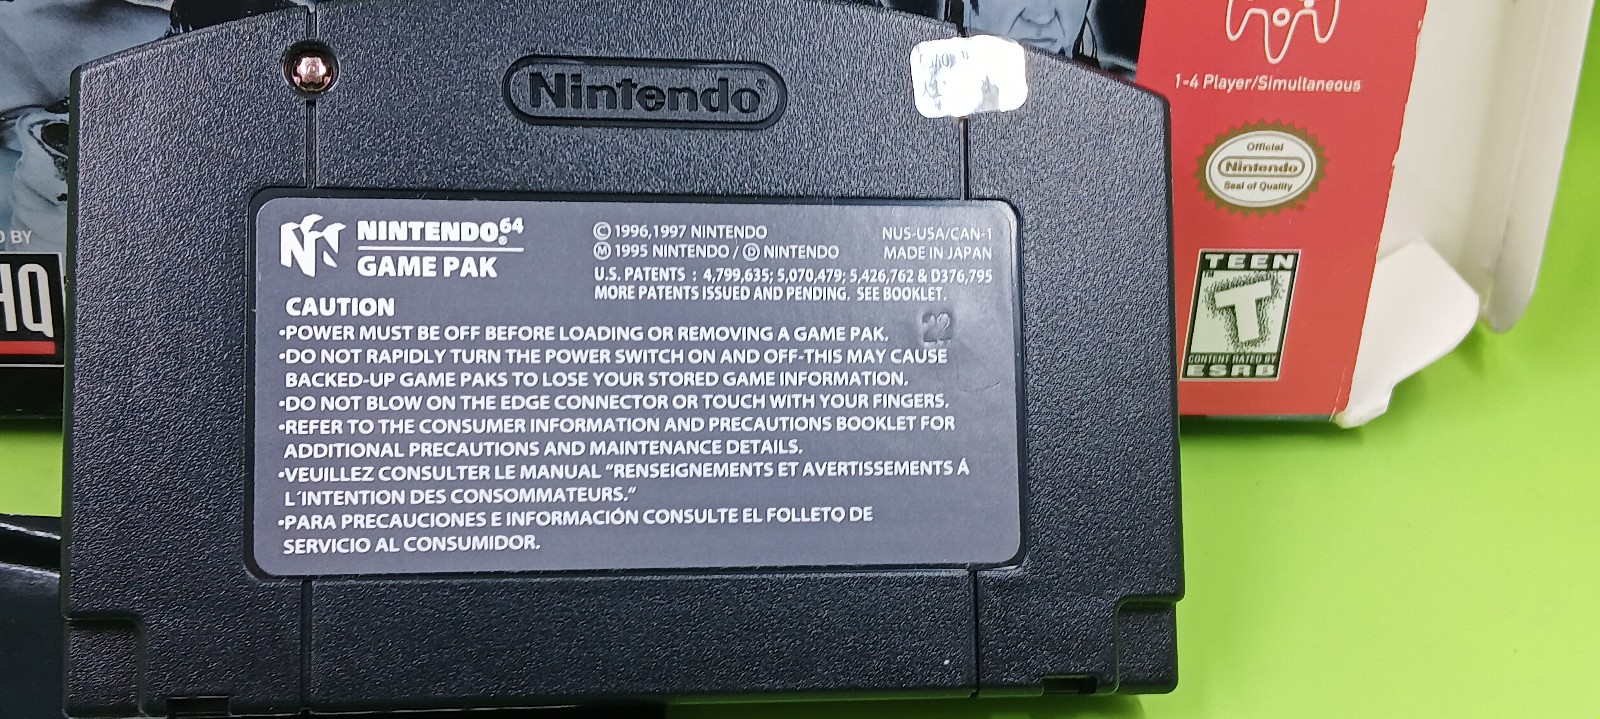 Nintendo
1-4 Player/Simultaneous
Official
Nintendo
Seal of Quality
NINTENDO64
GAME PAK
©1996,1997 NINTENDO
Ⓜ1995 NINTENDO / Ⓓ NINTENDO
NUS-USA/CAN-1
MADE IN JAPAN
U.S. PATENTS : 4,799,635; 5,070,479; 5,426,762 & D376,795
MORE PATENTS ISSUED AND PENDING. SEE BOOKLET.
CAUTION
•POWER MUST BE OFF BEFORE LOADING OR REMOVING A GAME PAK.
22
•DO NOT RAPIDLY TURN THE POWER SWITCH ON AND OFF-THIS MAY CAUSE
BACKED-UP GAME PAKS TO LOSE YOUR STORED GAME INFORMATION.
•DO NOT BLOW ON THE EDGE CONNECTOR OR TOUCH WITH YOUR FINGERS.
•REFER TO THE CONSUMER INFORMATION AND PRECAUTIONS BOOKLET FOR
ADDITIONAL PRECAUTIONS AND MAINTENANCE DETAILS.
•VEUILLEZ CONSULTER LE MANUAL "RENSEIGNEMENTS ET AVERTISSEMENTS Á
L'INTENTION DES CONSOMMATEURS."
•PARA PRECAUCIONES E INFORMACIÓN CONSULTE EL FOLLETO DE
SERVICIO AL CONSUMIDOR.
TEEN
T
TM
CONTENT RATED BY
ESRB
BY
HQ